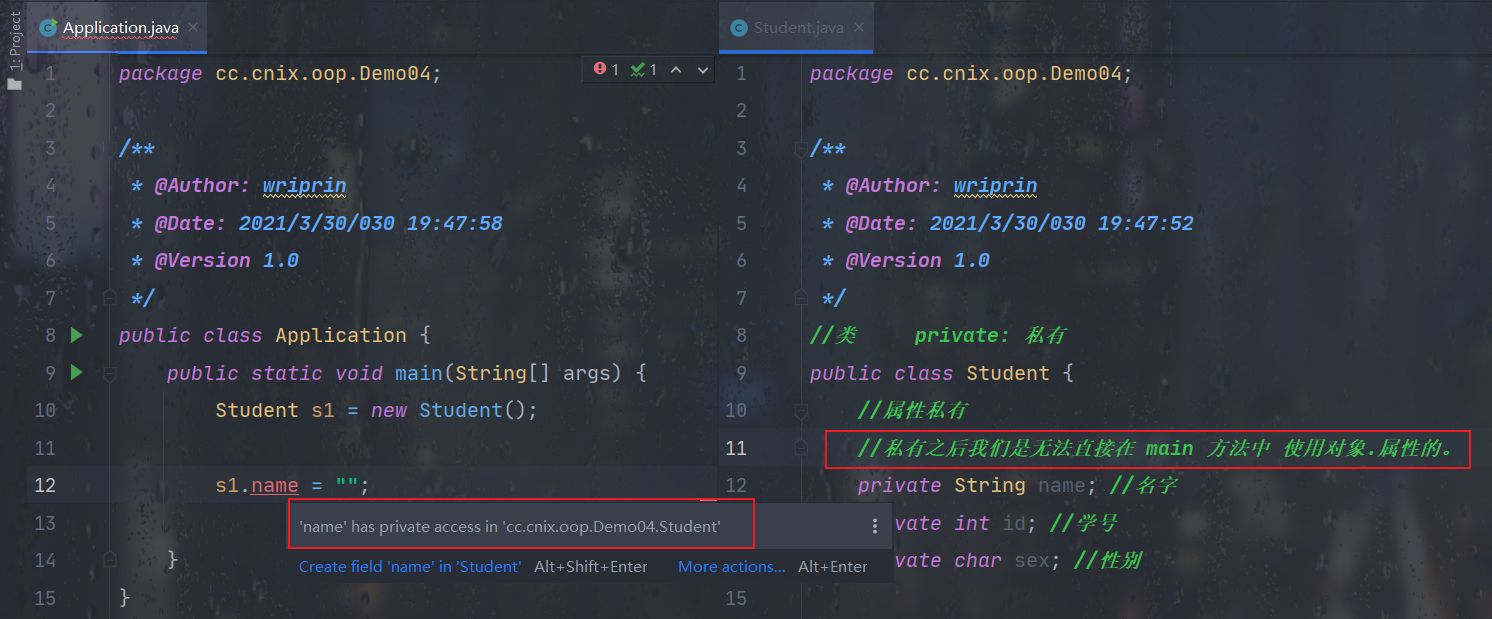 1: Project
Application.java
1 package cc.cnix.oop.Demo04;
1 1
2
3 /**
4 * @Author: wriprin
5 * @Date: 2021/3/30/030 19:47:58
6 * @Version 1.0
7 */
8 public class Application {
9 public static void main(String[] args) {
10 Student s1 = new Student();
11
12 s1.name = "";
'name' has private access in 'cc.cnix.oop.Demo04.Student'
13
Create field 'name' in 'Student' Alt+Shift+Enter More actions... Alt+Enter
14 }
15 }
Student.java
1 package cc.cnix.oop.Demo04;
2
3 /**
4 * @Author: wriprin
5 * @Date: 2021/3/30/030 19:47:52
6 * @Version 1.0
7 */
8 //类 private: 私有
9 public class Student {
10 //属性私有
11 //私有之后我们是无法直接在 main 方法中 使用对象.属性的。
12 private String name; //名字
vate int id; //学号
vate char sex; //性别
15